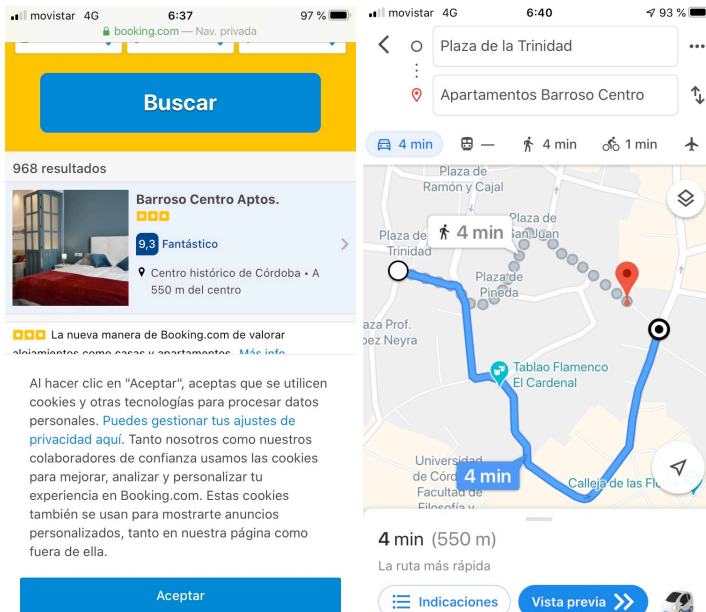 movistar 4G 6:37 97 %
booking.com — Nav. privada
Buscar
968 resultados
Barroso Centro Aptos.
9,3 Fantástico
Centro histórico de Córdoba • A
550 m del centro
La nueva manera de Booking.com de valorar
alojamientos como casas y apartamentos. Más info
Al hacer clic en "Aceptar", aceptas que se utilicen
cookies y otras tecnologías para procesar datos
personales. Puedes gestionar tus ajustes de
privacidad aquí. Tanto nosotros como nuestros
colaboradores de confianza usamos las cookies
para mejorar, analizar y personalizar tu
experiencia en Booking.com. Estas cookies
también se usan para mostrarte anuncios
personalizados, tanto en nuestra página como
fuera de ella.
Aceptar
movistar 4G 6:40 93 %
Plaza de la Trinidad
Apartamentos Barroso Centro
4 min — 4 min 1 min
Plaza de
Ramón y Cajal
Plaza de
San Juan
4 min
Plaza de
Trinidad
Plaza de
Pineda
aza Prof.
pez Neyra
Tablao Flamenco
El Cardenal
Universidad
de Córd
Facultad de
Filosofía y
4 min
Calleja de las Fl
4 min (550 m)
La ruta más rápida
Indicaciones
Vista previa